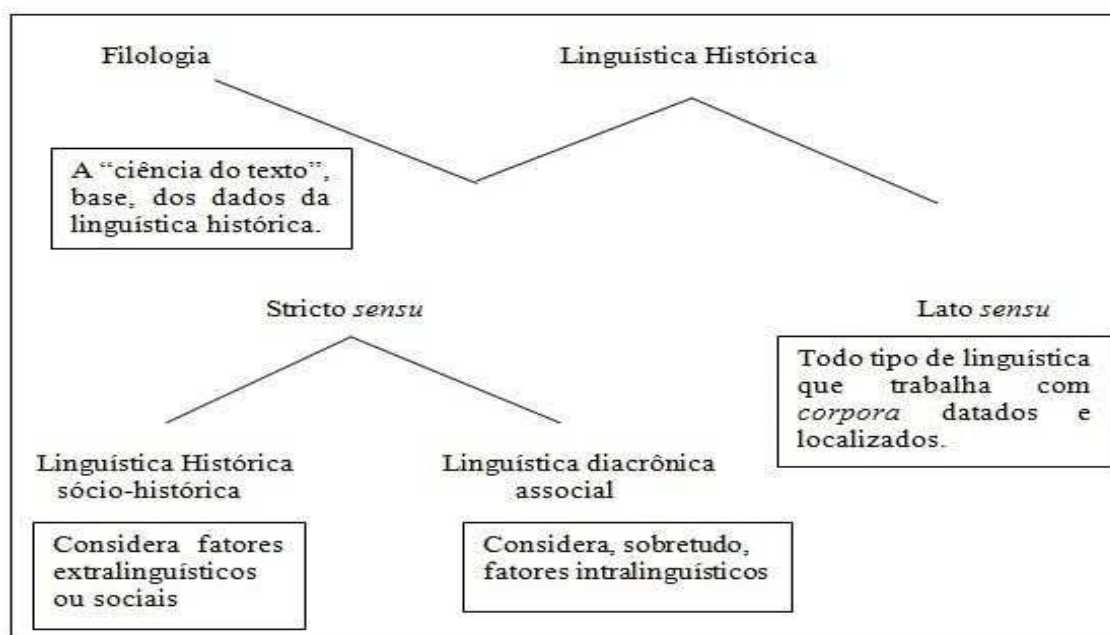 Filologia
Linguística Histórica
A “ciência do texto”,
base, dos dados da
linguística histórica.
Stricto sensu
Lato sensu
Todo tipo de linguística
que trabalha com
corpora datados e
localizados.
Linguística Histórica
sócio-histórica
Linguística diacrônica
associal
Considera fatores
extralinguísticos
ou sociais
Considera, sobretudo,
fatores intralinguísticos